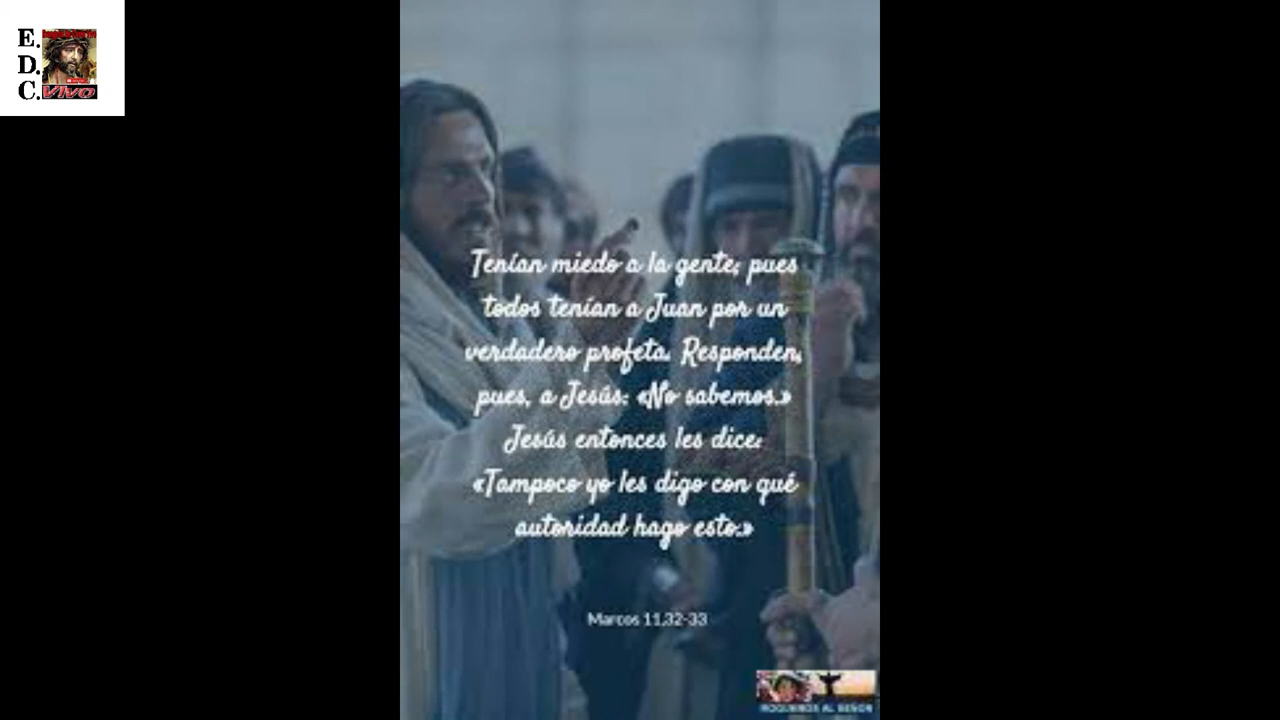 E.
D.
C. VIVO
Tenían miedo a la gente; pues
todos tenían a Juan por un
verdadero profeta. Responden,
pues, a Jesús: «No sabemos.»
Jesús entonces les dice:
«Tampoco yo les digo con qué
autoridad hago esto.»
Marcos 11,32-33
ROGUEMOS AL SEÑOR